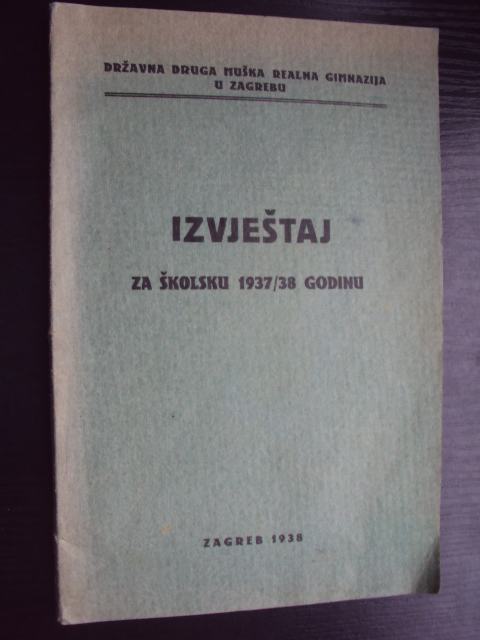 DRŽAVNA DRUGA MUŠKA REALNA GIMNAZIJA
U ZAGREBU
IZVJEŠTAJ
ZA ŠKOLSKU 1937/38 GODINU
ZAGREB 1938